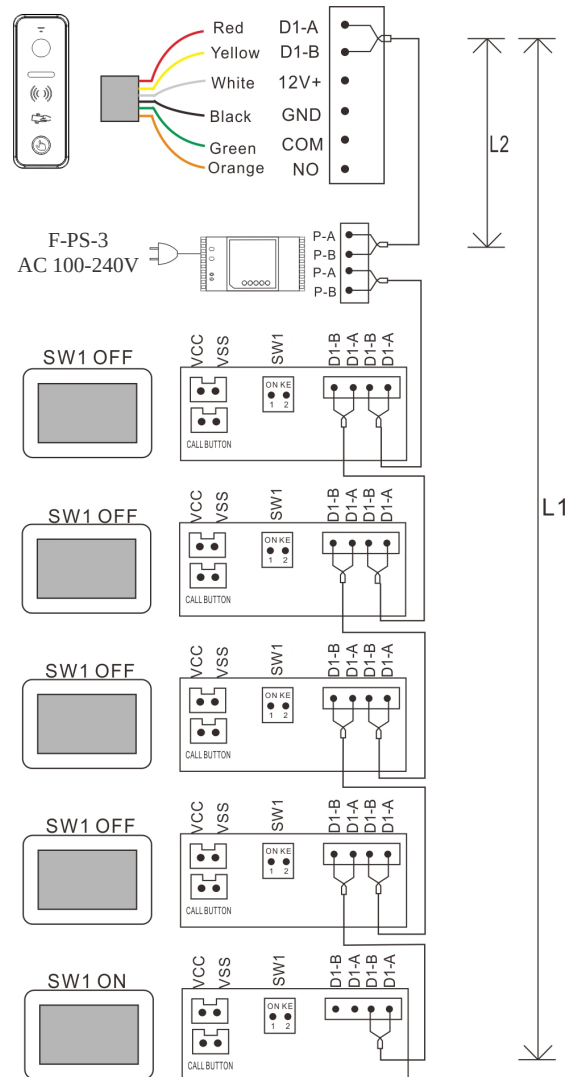 Red D1-A
Yellow D1-B
White 12V+
Black GND
Green COM
Orange NO
L2
F-PS-3
AC 100-240V
P-A
P-B
P-A
P-B
L1
SW1 OFF
VCC
VSS
SW1
D1-B
D1-A
D1-B
D1-A
ON KE
1 2
CALL BUTTON
SW1 OFF
VCC
VSS
SW1
D1-B
D1-A
D1-B
D1-A
ON KE
1 2
CALL BUTTON
SW1 OFF
VCC
VSS
SW1
D1-B
D1-A
D1-B
D1-A
ON KE
1 2
CALL BUTTON
SW1 OFF
VCC
VSS
SW1
D1-B
D1-A
D1-B
D1-A
ON KE
1 2
CALL BUTTON
SW1 ON
VCC
VSS
SW1
D1-B
D1-A
D1-B
D1-A
ON KE
1 2
CALL BUTTON